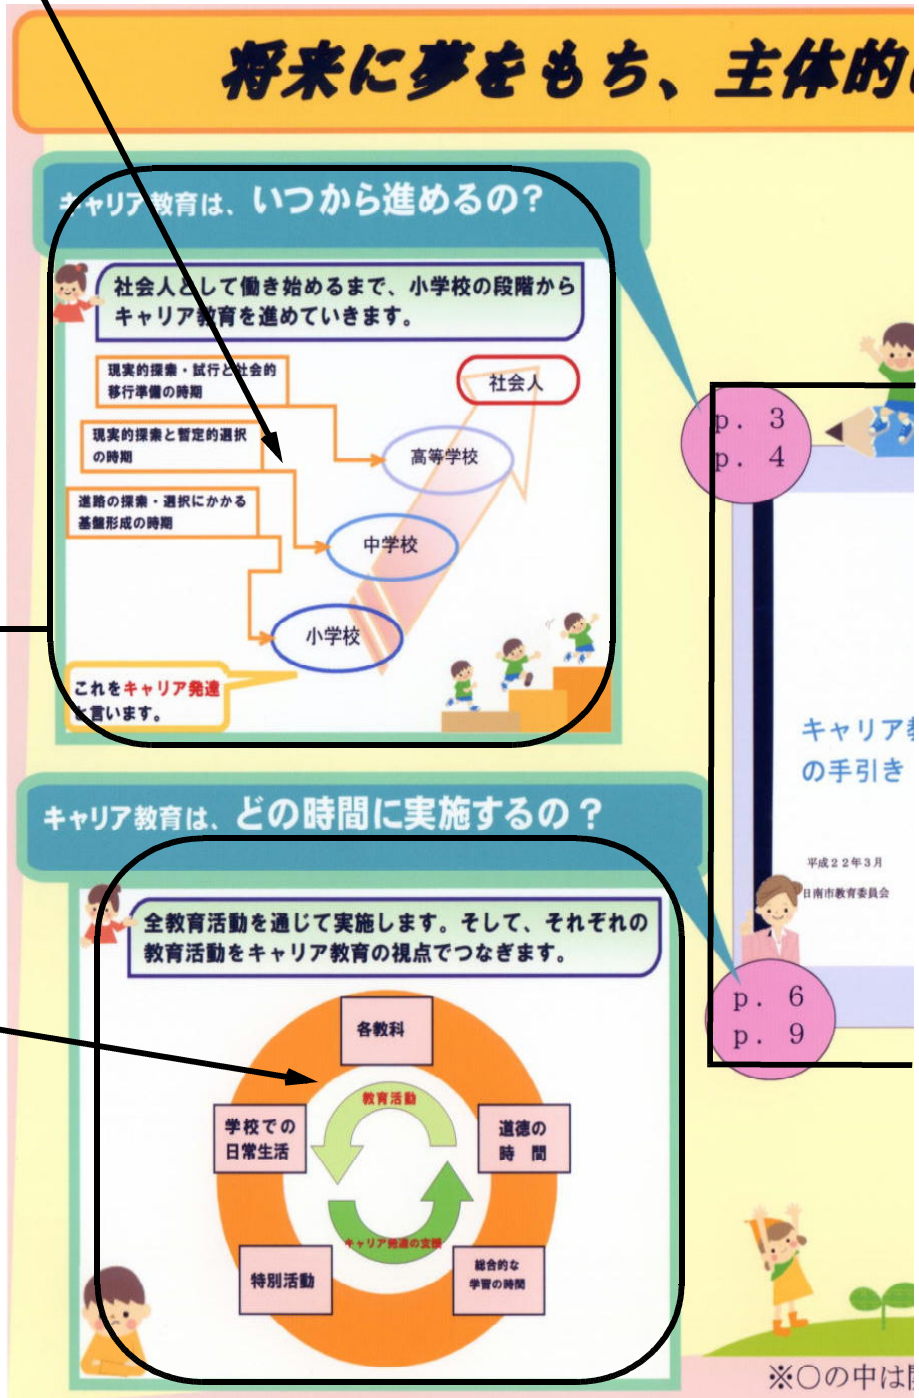 将来に夢をもち、主体的
キャリア教育は、いつから進めるの？
社会人として働き始めるまで、小学校の段階から
キャリア教育を進めていきます。
現実的探索・試行と社会的
移行準備の時期
社会人
現実的探索と暫定的選択
の時期
高等学校
進路の探索・選択にかかる
基盤形成の時期
中学校
小学校
これをキャリア発達
と言います。
p. 3
p. 4
キャリア教
の手引き
平成２２年３月
日南市教育委員会
キャリア教育は、どの時間に実施するの？
全教育活動を通じて実施します。そして、それぞれの
教育活動をキャリア教育の視点でつなぎます。
p. 6
p. 9
各教科
教育活動
学校での
日常生活
道徳の
時　間
キャリア発達の支援
特別活動
総合的な
学習の時間
※○の中は